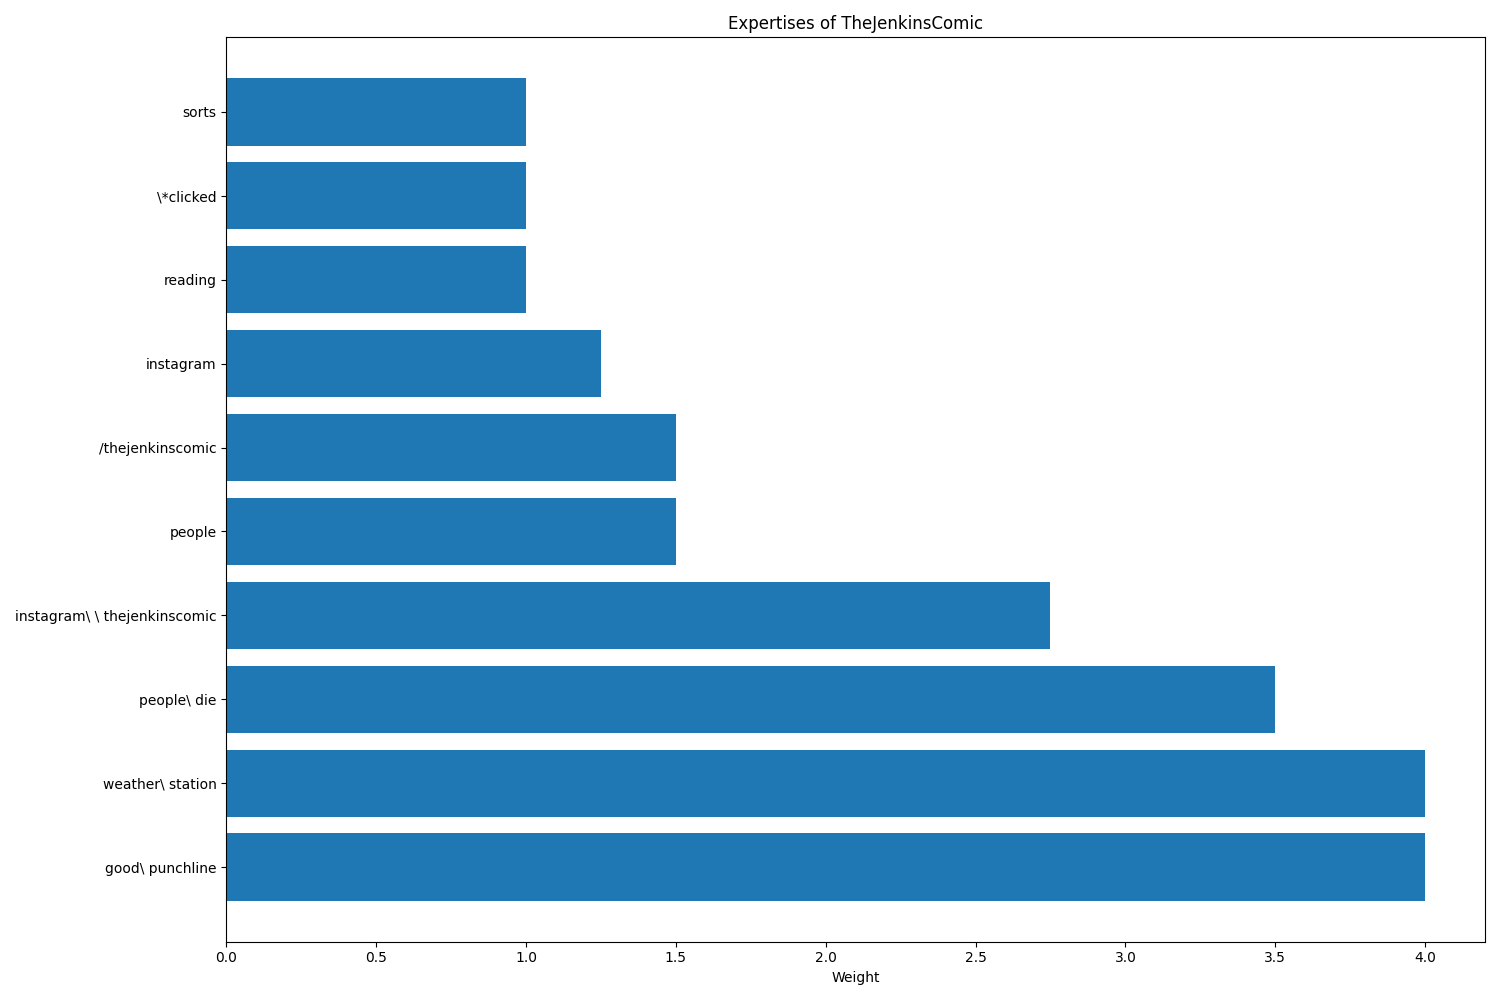 Expertises of TheJenkinsComic
sorts
\*clicked
reading
instagram
/thejenkinscomic
people
instagram\ \ thejenkinscomic
people\ die
weather\ station
good\ punchline
0.0 0.5 1.0 1.5 2.0 2.5 3.0 3.5 4.0
Weight